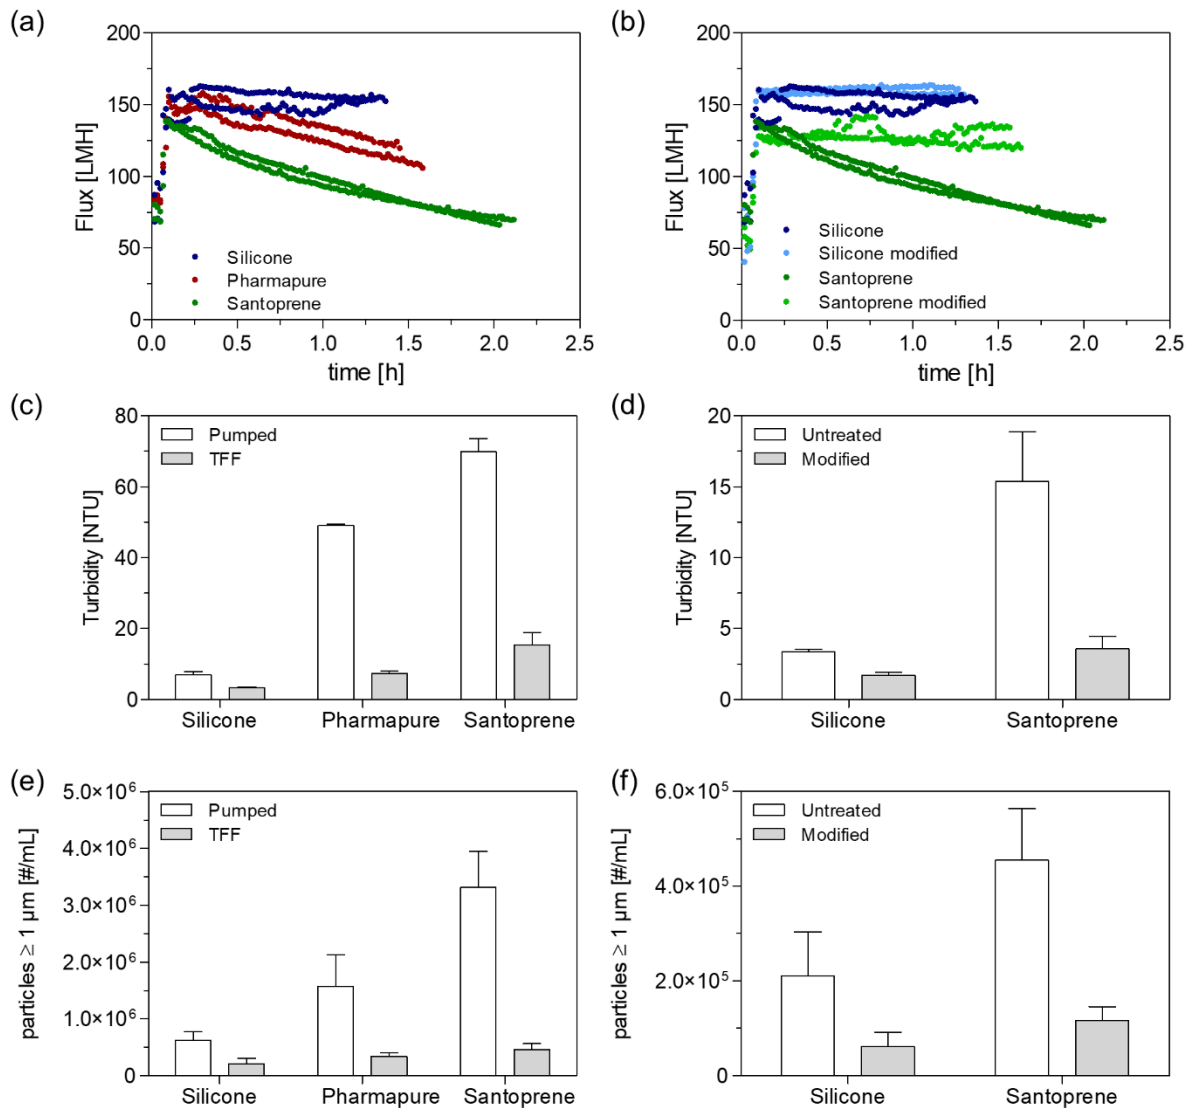 (a)
200
150
100
50
0
Flux [LMH]
Silicone
Pharmapure
Santoprene
0.0 0.5 1.0 1.5 2.0 2.5
time [h]
(b)
200
150
100
50
0
Flux [LMH]
Silicone
Silicone modified
Santoprene
Santoprene modified
0.0 0.5 1.0 1.5 2.0 2.5
time [h]
(c)
80
60
40
20
0
Turbidity [NTU]
Pumped
TFF
Silicone Pharmapure Santoprene
(d)
20
15
10
5
0
Turbidity [NTU]
Untreated
Modified
Silicone Santoprene
(e)
5.0×10⁶
4.0×10⁶
3.0×10⁶
2.0×10⁶
1.0×10⁶
0
particles ≥ 1 µm [#/mL]
Pumped
TFF
Silicone Pharmapure Santoprene
(f)
6.0×10⁵
4.0×10⁵
2.0×10⁵
0
particles ≥ 1 µm [#/mL]
Untreated
Modified
Silicone Santoprene